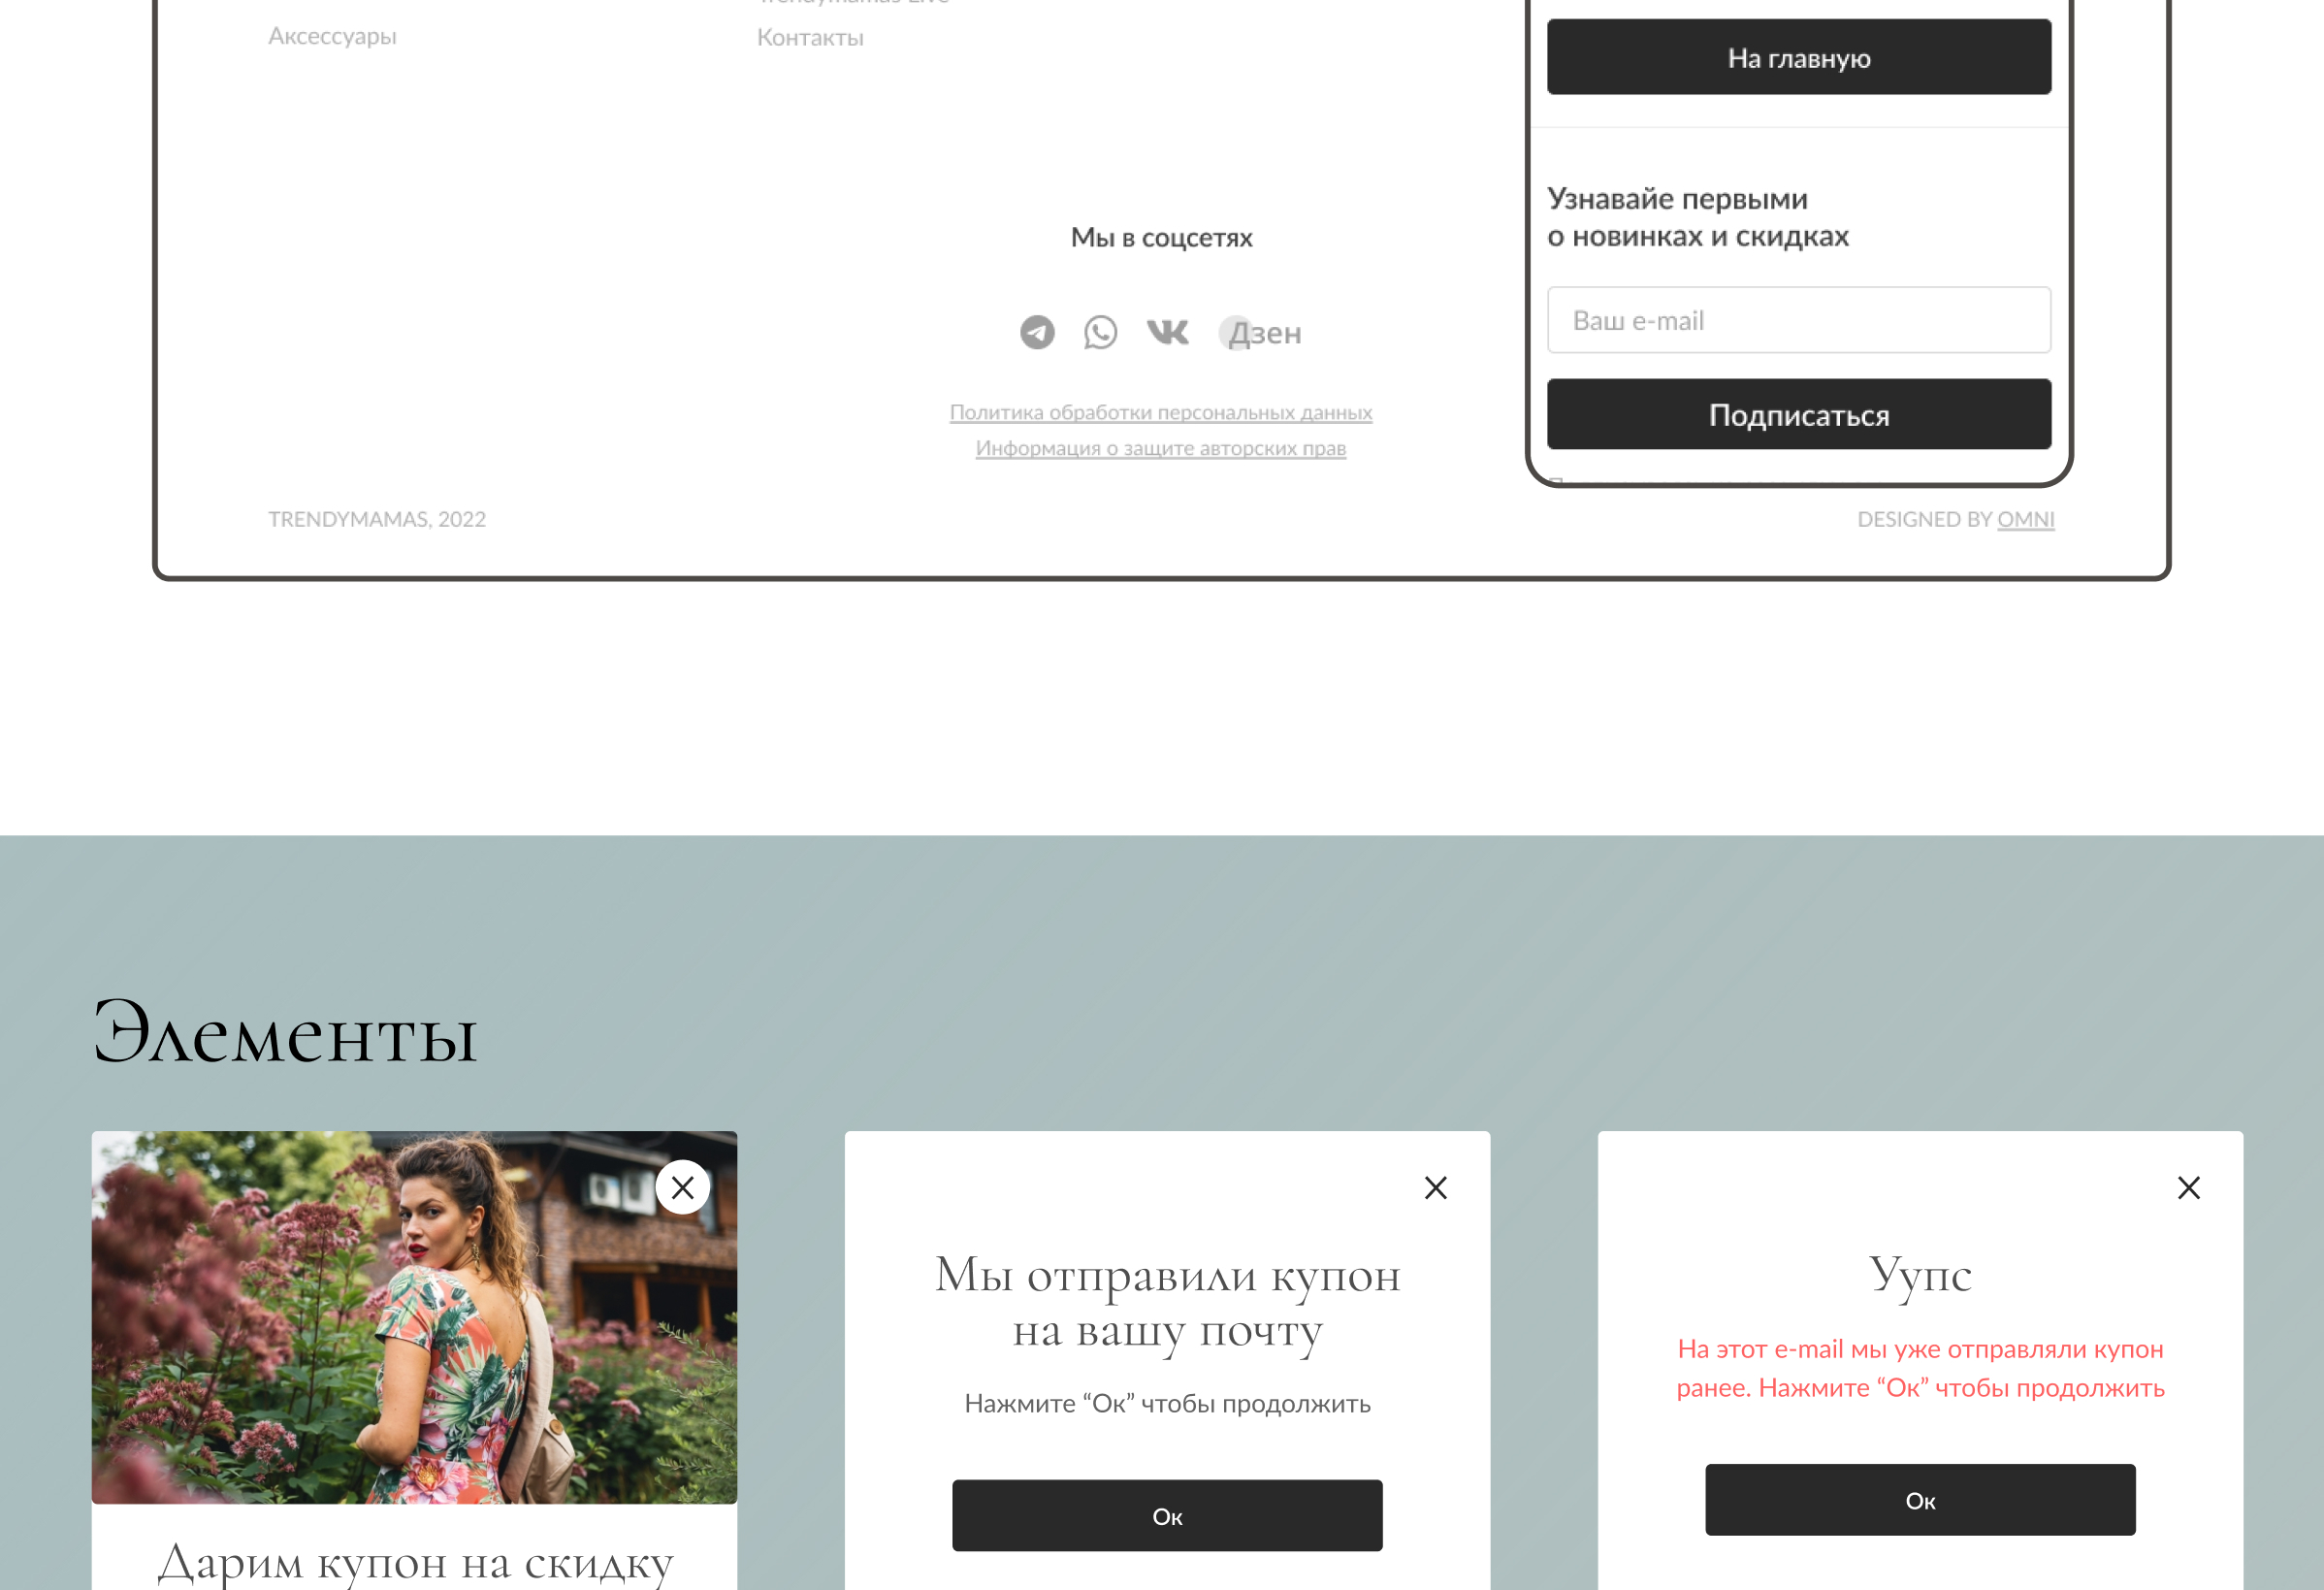 Аксессуары
Контакты
На главную
Узнавайе первыми
о новинках и скидках
Мы в соцсетях
Дзен
Ваш e-mail
Подписаться
Политика обработки персональных данных
Информация о защите авторских прав
TRENDYMAMAS, 2022
DESIGNED BY OMNI
Элементы
Дарим купон на скидку
Мы отправили купон
на вашу почту
Нажмите “Ок” чтобы продолжить
Ок
Уупс
На этот e-mail мы уже отправляли купон
ранее. Нажмите “Ок” чтобы продолжить
Ок